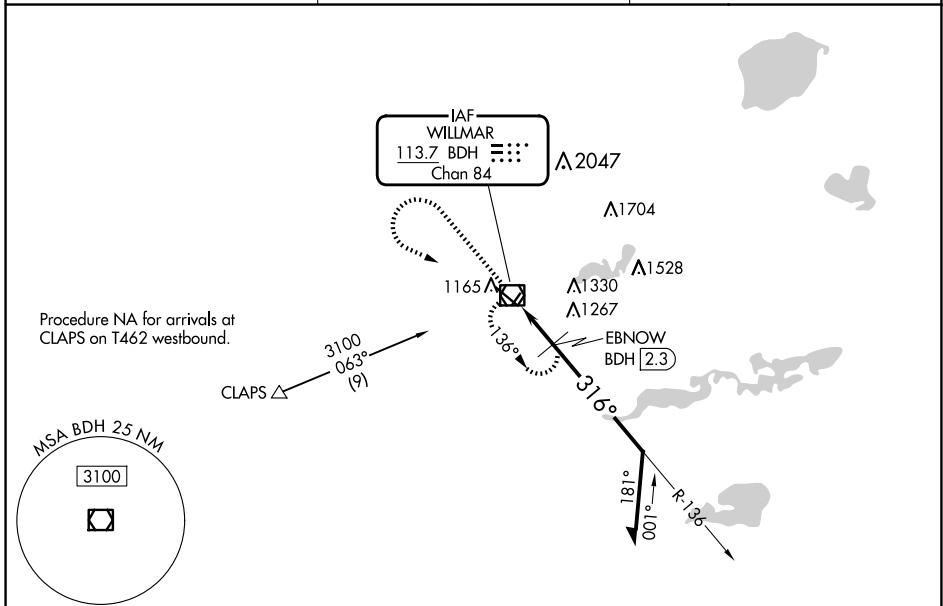 IAF
WILLMAR
113.7 BDH
Chan 84
2047
1704
1528
1165
1330
1267
EBNOW
BDH 2.3
136°
316°
Procedure NA for arrivals at
CLAPS on T462 westbound.
3100
063°
(9)
CLAPS
MSA BDH 25 NM
3100
181°
001°
R-136